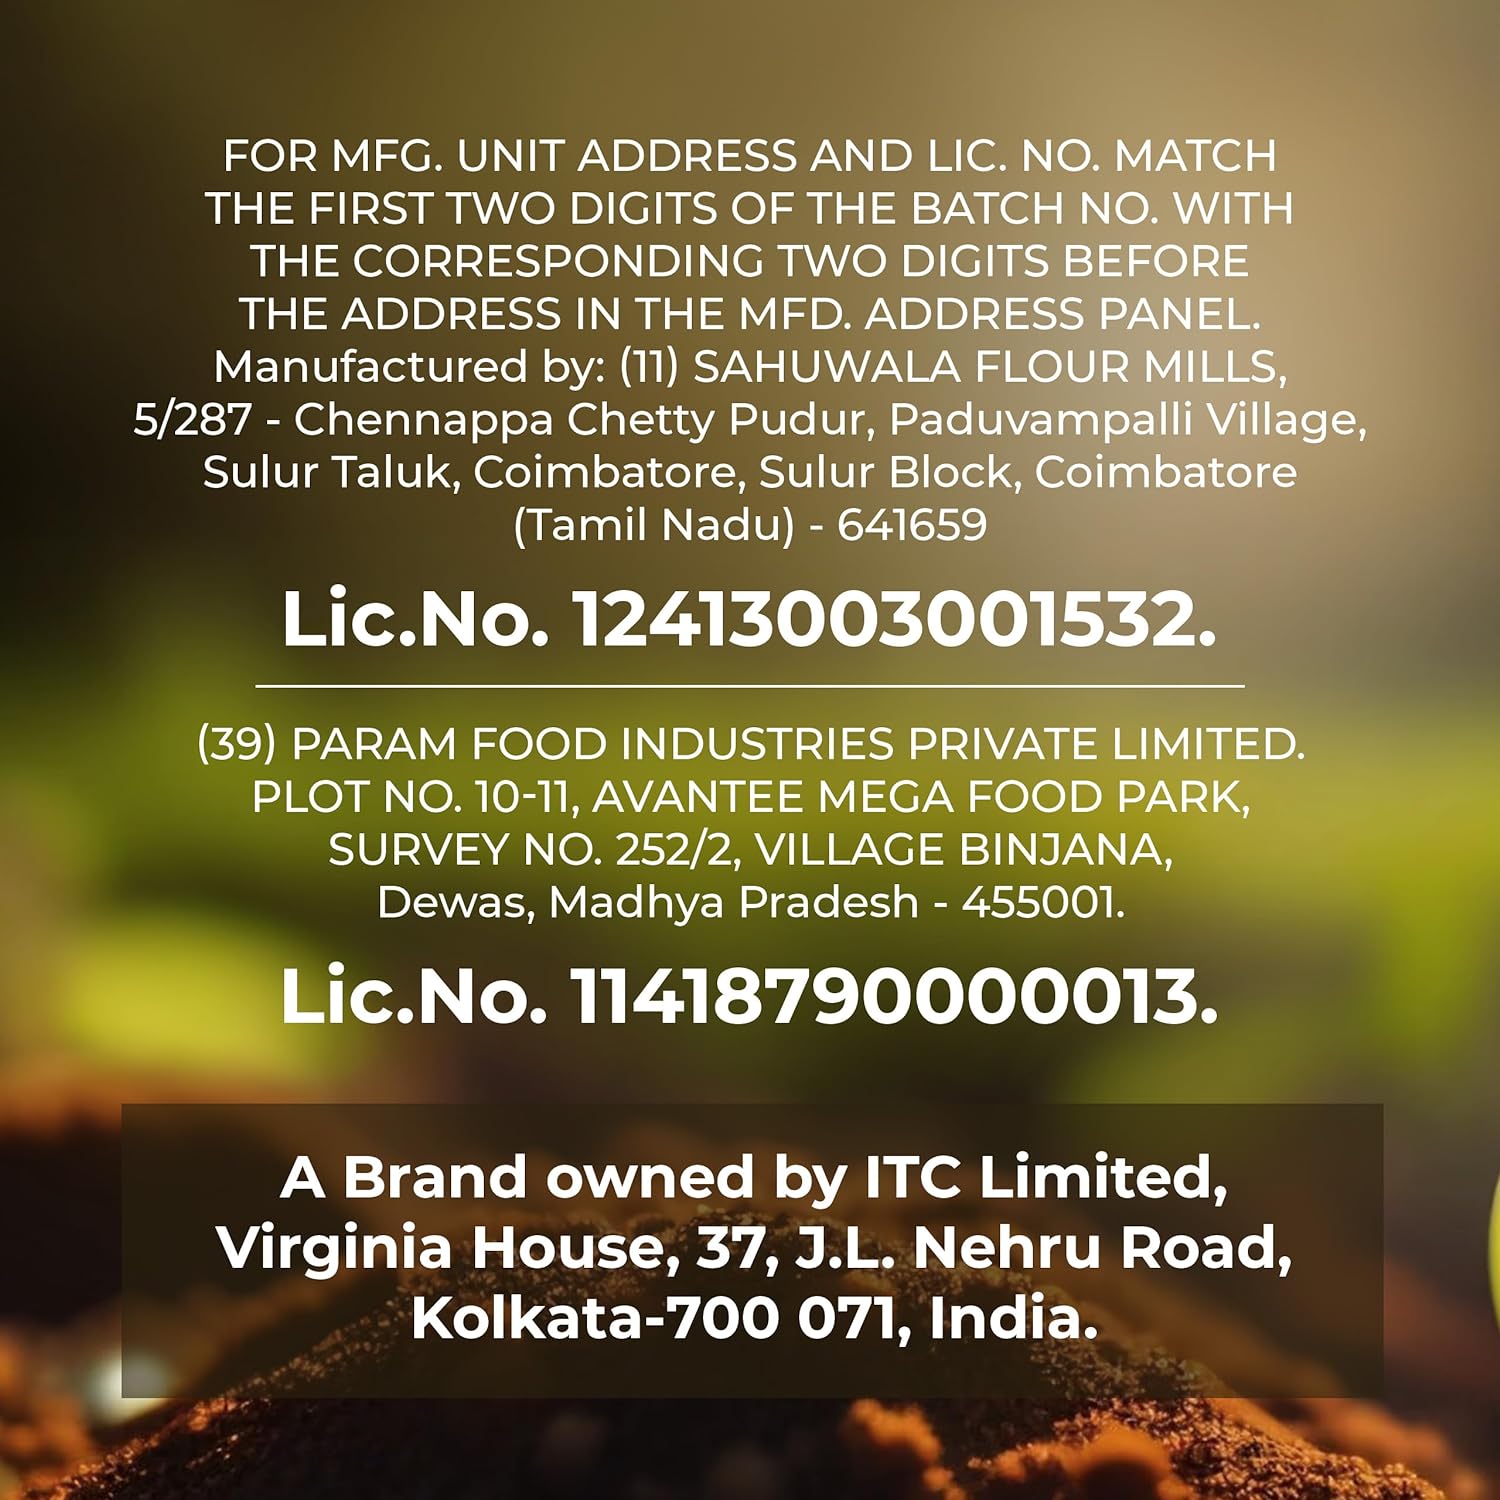 FOR MFG. UNIT ADDRESS AND LIC. NO. MATCH
THE FIRST TWO DIGITS OF THE BATCH NO. WITH
THE CORRESPONDING TWO DIGITS BEFORE
THE ADDRESS IN THE MFD. ADDRESS PANEL.
Manufactured by: (11) SAHUWALA FLOUR MILLS,
5/287 - Chennappa Chetty Pudur, Paduvampalli Village,
Sulur Taluk, Coimbatore, Sulur Block, Coimbatore
(Tamil Nadu) - 641659
Lic.No. 12413003001532.
(39) PARAM FOOD INDUSTRIES PRIVATE LIMITED.
PLOT NO. 10-11, AVANTEE MEGA FOOD PARK,
SURVEY NO. 252/2, VILLAGE BINJANA,
Dewas, Madhya Pradesh - 455001.
Lic.No. 11418790000013.
A Brand owned by ITC Limited,
Virginia House, 37, J.L. Nehru Road,
Kolkata-700 071, India.